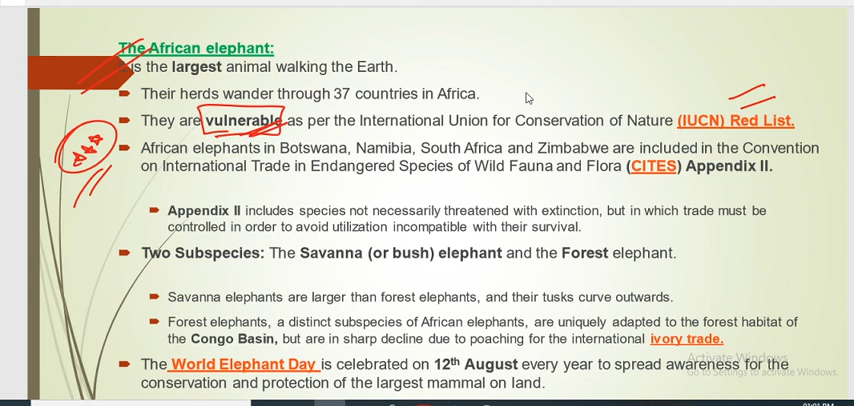 The African elephant:
is the largest animal walking the Earth.
Their herds wander through 37 countries in Africa.
They are vulnerable as per the International Union for Conservation of Nature (IUCN) Red List.
African elephants in Botswana, Namibia, South Africa and Zimbabwe are included in the Convention
on International Trade in Endangered Species of Wild Fauna and Flora (CITES) Appendix II.
Appendix II includes species not necessarily threatened with extinction, but in which trade must be
controlled in order to avoid utilization incompatible with their survival.
Two Subspecies: The Savanna (or bush) elephant and the Forest elephant.
Savanna elephants are larger than forest elephants, and their tusks curve outwards.
Forest elephants, a distinct subspecies of African elephants, are uniquely adapted to the forest habitat of
the Congo Basin, but are in sharp decline due to poaching for the international ivory trade.
The World Elephant Day is celebrated on 12th August every year to spread awareness for the
conservation and protection of the largest mammal on land.
Activate Windows
Go to Settings to activate Windows.